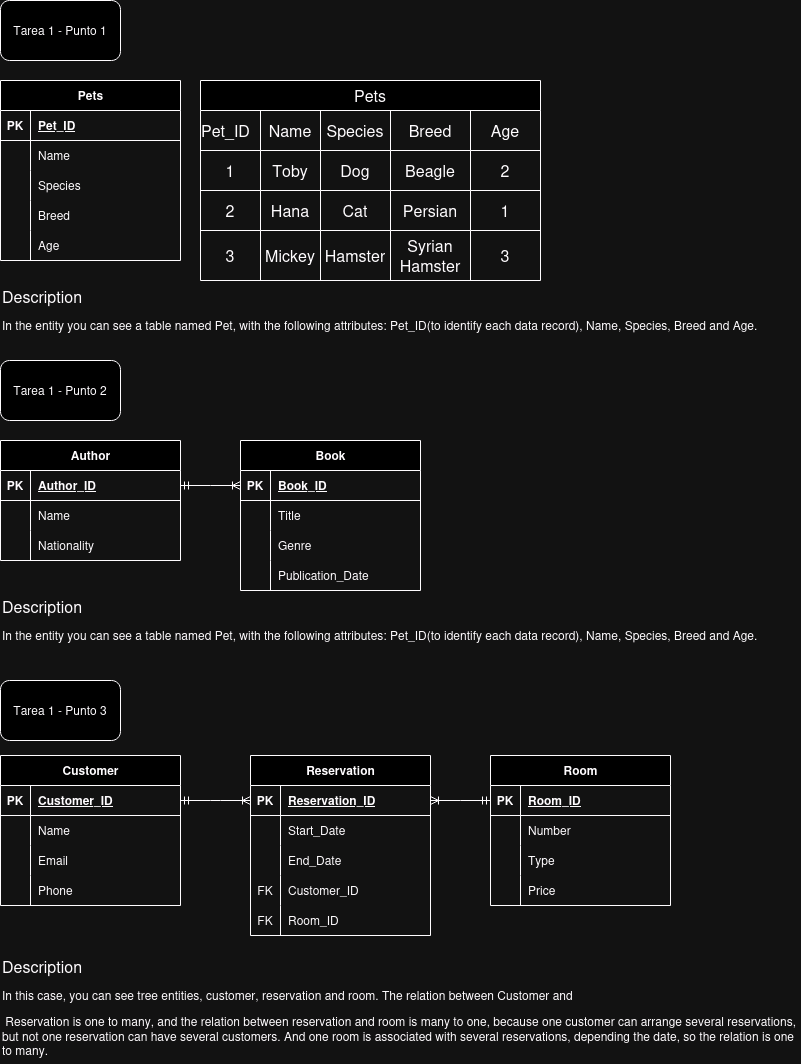 Tarea 1 - Punto 1
Pets
PK Pet_ID
Name
Species
Breed
Age
Pets
Pet_ID Name Species Breed Age
1 Toby Dog Beagle 2
2 Hana Cat Persian 1
3 Mickey Hamster Syrian Hamster 3
Description
In the entity you can see a table named Pet, with the following attributes: Pet_ID(to identify each data record), Name, Species, Breed and Age.
Tarea 1 - Punto 2
Author
PK Author_ID
Name
Nationality
Book
PK Book_ID
Title
Genre
Publication_Date
Description
In the entity you can see a table named Pet, with the following attributes: Pet_ID(to identify each data record), Name, Species, Breed and Age.
Tarea 1 - Punto 3
Customer
PK Customer_ID
Name
Email
Phone
Reservation
PK Reservation_ID
Start_Date
End_Date
FK Customer_ID
FK Room_ID
Room
PK Room_ID
Number
Type
Price
Description
In this case, you can see tree entities, customer, reservation and room. The relation between Customer and
Reservation is one to many, and the relation between reservation and room is many to one, because one customer can arrange several reservations,
but not one reservation can have several customers. And one room is associated with several reservations, depending the date, so the relation is one
to many.